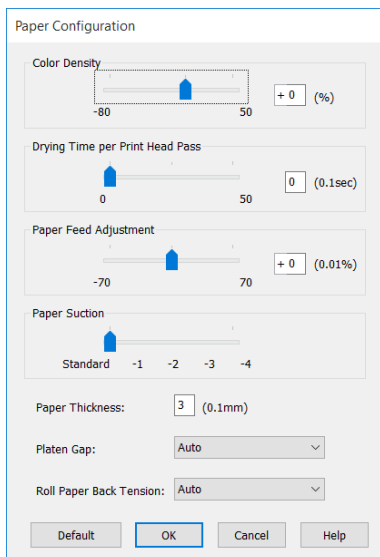 Paper Configuration
Color Density
+ 0 (%)
-80 50
Drying Time per Print Head Pass
0 (0.1sec)
0 50
Paper Feed Adjustment
+ 0 (0.01%)
-70 70
Paper Suction
Standard -1 -2 -3 -4
Paper Thickness: 3 (0.1mm)
Platen Gap: Auto
Roll Paper Back Tension: Auto
Default OK Cancel Help